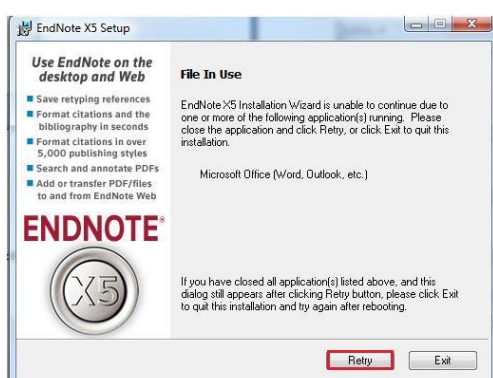 EndNote X5 Setup
Use EndNote on the
desktop and Web
Save retyping references
Format citations and the
bibliography in seconds
Format citations in over
5,000 publishing styles
Search and annotate PDFs
Add or transfer PDF/files
to and from EndNote Web
ENDNOTE®
X5
File In Use
EndNote X5 Installation Wizard is unable to continue due to
one or more of the following application(s) running. Please
close the application and click Retry, or click Exit to quit this
installation.
Microsoft Office (Word, Outlook, etc.)
If you have closed all application(s) listed above, and this
dialog still appears after clicking Retry button, please click Exit
to quit this installation and try again after rebooting.
Retry
Exit